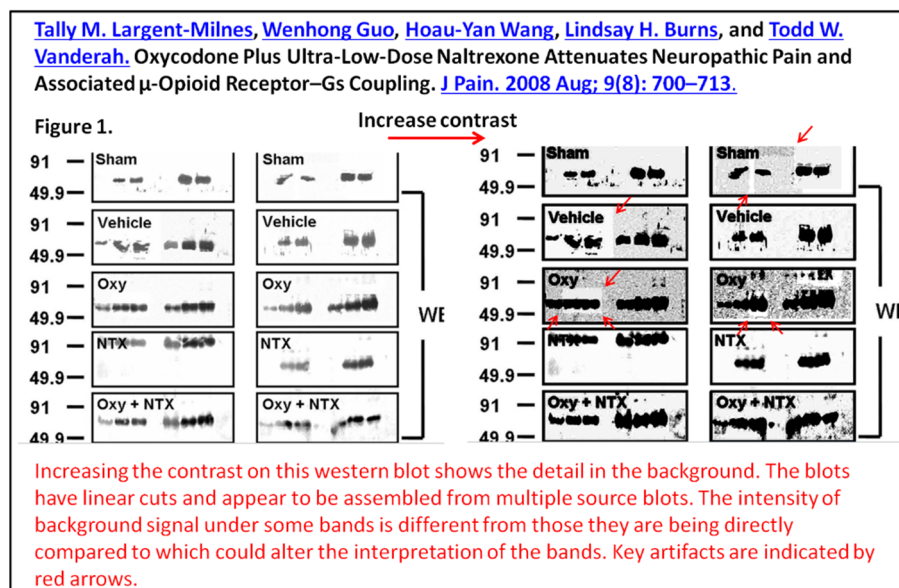 Tally M. Largent-Milnes, Wenhong Guo, Hoau-Yan Wang, Lindsay H. Burns, and Todd W.
Vanderah. Oxycodone Plus Ultra-Low-Dose Naltrexone Attenuates Neuropathic Pain and
Associated µ-Opioid Receptor–Gs Coupling. J Pain. 2008 Aug; 9(8): 700–713.
Figure 1.
Increase contrast
91
49.9
Sham
91
49.9
Vehicle
Vehicle
91
49.9
Oxy
Oxy
91
49.9
NTX
NTX
91
49.9
Oxy + NTX
Oxy + NTX
Sham
WE
91
49.9
Sham
Sham
91
49.9
Vehicle
Vehicle
91
49.9
Oxy
Oxy
91
49.9
NTX
NTX
91
49.9
Oxy + NTX
Oxy + NTX
WI
Increasing the contrast on this western blot shows the detail in the background. The blots
have linear cuts and appear to be assembled from multiple source blots. The intensity of
background signal under some bands is different from those they are being directly
compared to which could alter the interpretation of the bands. Key artifacts are indicated by
red arrows.